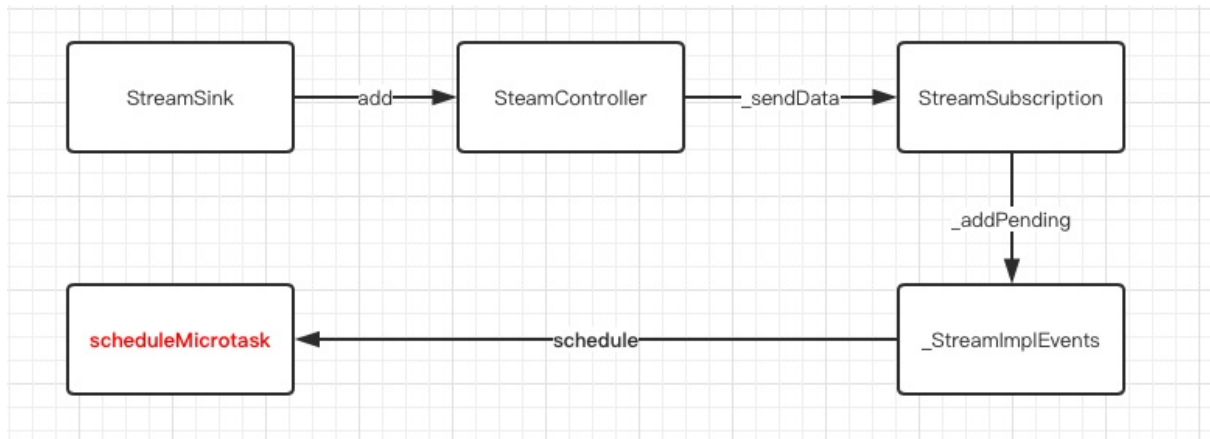 StreamSink
add
SteamController
_sendData
StreamSubscription
_addPending
_StreamImplEvents
schedule
scheduleMicrotask